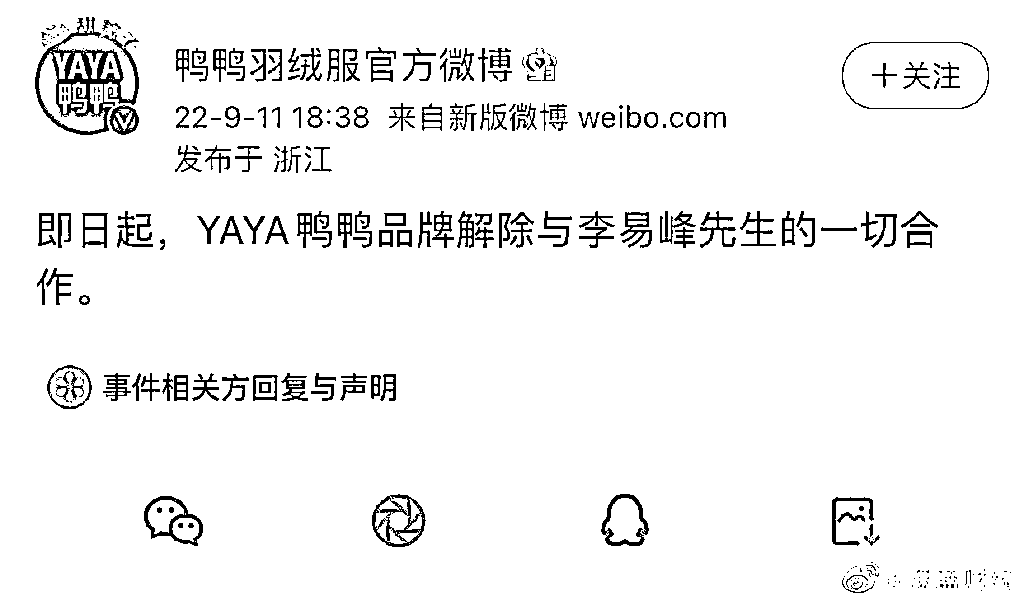 YAYA
鸭鸭
鸭鸭羽绒服官方微博
+关注
22-9-11 18:38 来自新版微博 weibo.com
发布于 浙江
即日起，YAYA鸭鸭品牌解除与李易峰先生的一切合
作。
事件相关方回复与声明